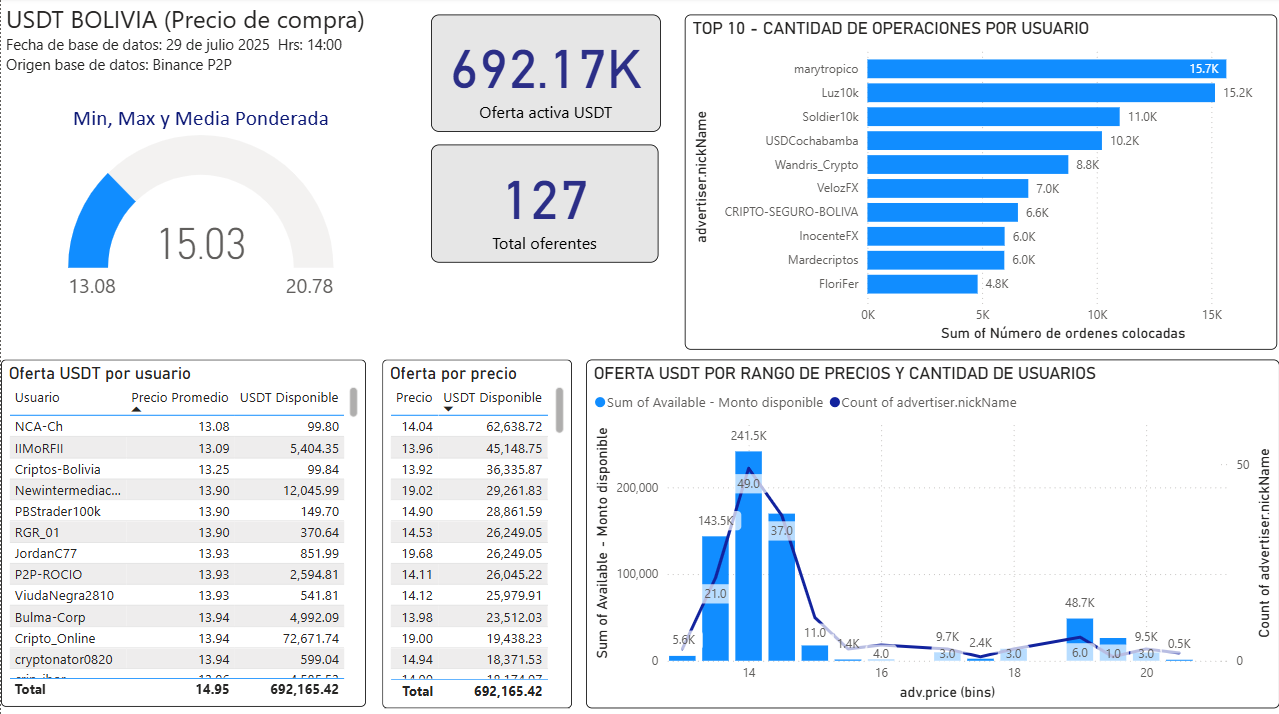 USDT BOLIVIA (Precio de compra)
Fecha de base de datos: 29 de julio 2025 Hrs: 14:00
Origen base de datos: Binance P2P
Min, Max y Media Ponderada
15.03
13.08
20.78
692.17K
Oferta activa USDT
127
Total oferentes
TOP 10 - CANTIDAD DE OPERACIONES POR USUARIO
advertiser.nickName
marytropico 15.7K
Luz10k 15.2K
Soldier10k 11.0K
USDCochabamba 10.2K
Wandris_Crypto 8.8K
VelozFX 7.0K
CRIPTO-SEGURO-BOLIVA 6.6K
InocenteFX 6.0K
Mardecriptos 6.0K
FloriFer 4.8K
0K 5K 10K 15K
Sum of Número de ordenes colocadas
Oferta USDT por usuario
Usuario Precio Promedio USDT Disponible
NCA-Ch 13.08 99.80
IIMoRFII 13.09 5,404.35
Criptos-Bolivia 13.25 99.84
Newintermediac... 13.90 12,045.99
PBStrader100k 13.90 149.70
RGR_01 13.90 370.64
JordanC77 13.93 851.99
P2P-ROCIO 13.93 2,594.81
ViudaNegra2810 13.93 541.81
Bulma-Corp 13.94 4,992.09
Cripto_Online 13.94 72,671.74
cryptonator0820 13.94 599.04
Total 14.95 692,165.42
Oferta por precio
Precio USDT Disponible
14.04 62,638.72
13.96 45,148.75
13.92 36,335.87
19.02 29,261.83
14.90 28,861.59
14.53 26,249.05
19.68 26,249.05
14.11 26,045.22
14.12 25,979.91
13.98 23,512.03
19.00 19,438.23
14.94 18,371.53
Total 692,165.42
OFERTA USDT POR RANGO DE PRECIOS Y CANTIDAD DE USUARIOS
Sum of Available - Monto disponible Count of advertiser.nickName
Sum of Available - Monto disponible
200,000
100,000
0
5.6K
143.5K
21.0
241.5K
49.0
37.0
11.0
1.4K
4.0
9.7K
3.0
2.4K
3.0
48.7K
6.0
1.0
9.5K
3.0
0.5K
50
0
14 16 18 20
adv.price (bins)
Count of advertiser.nickName